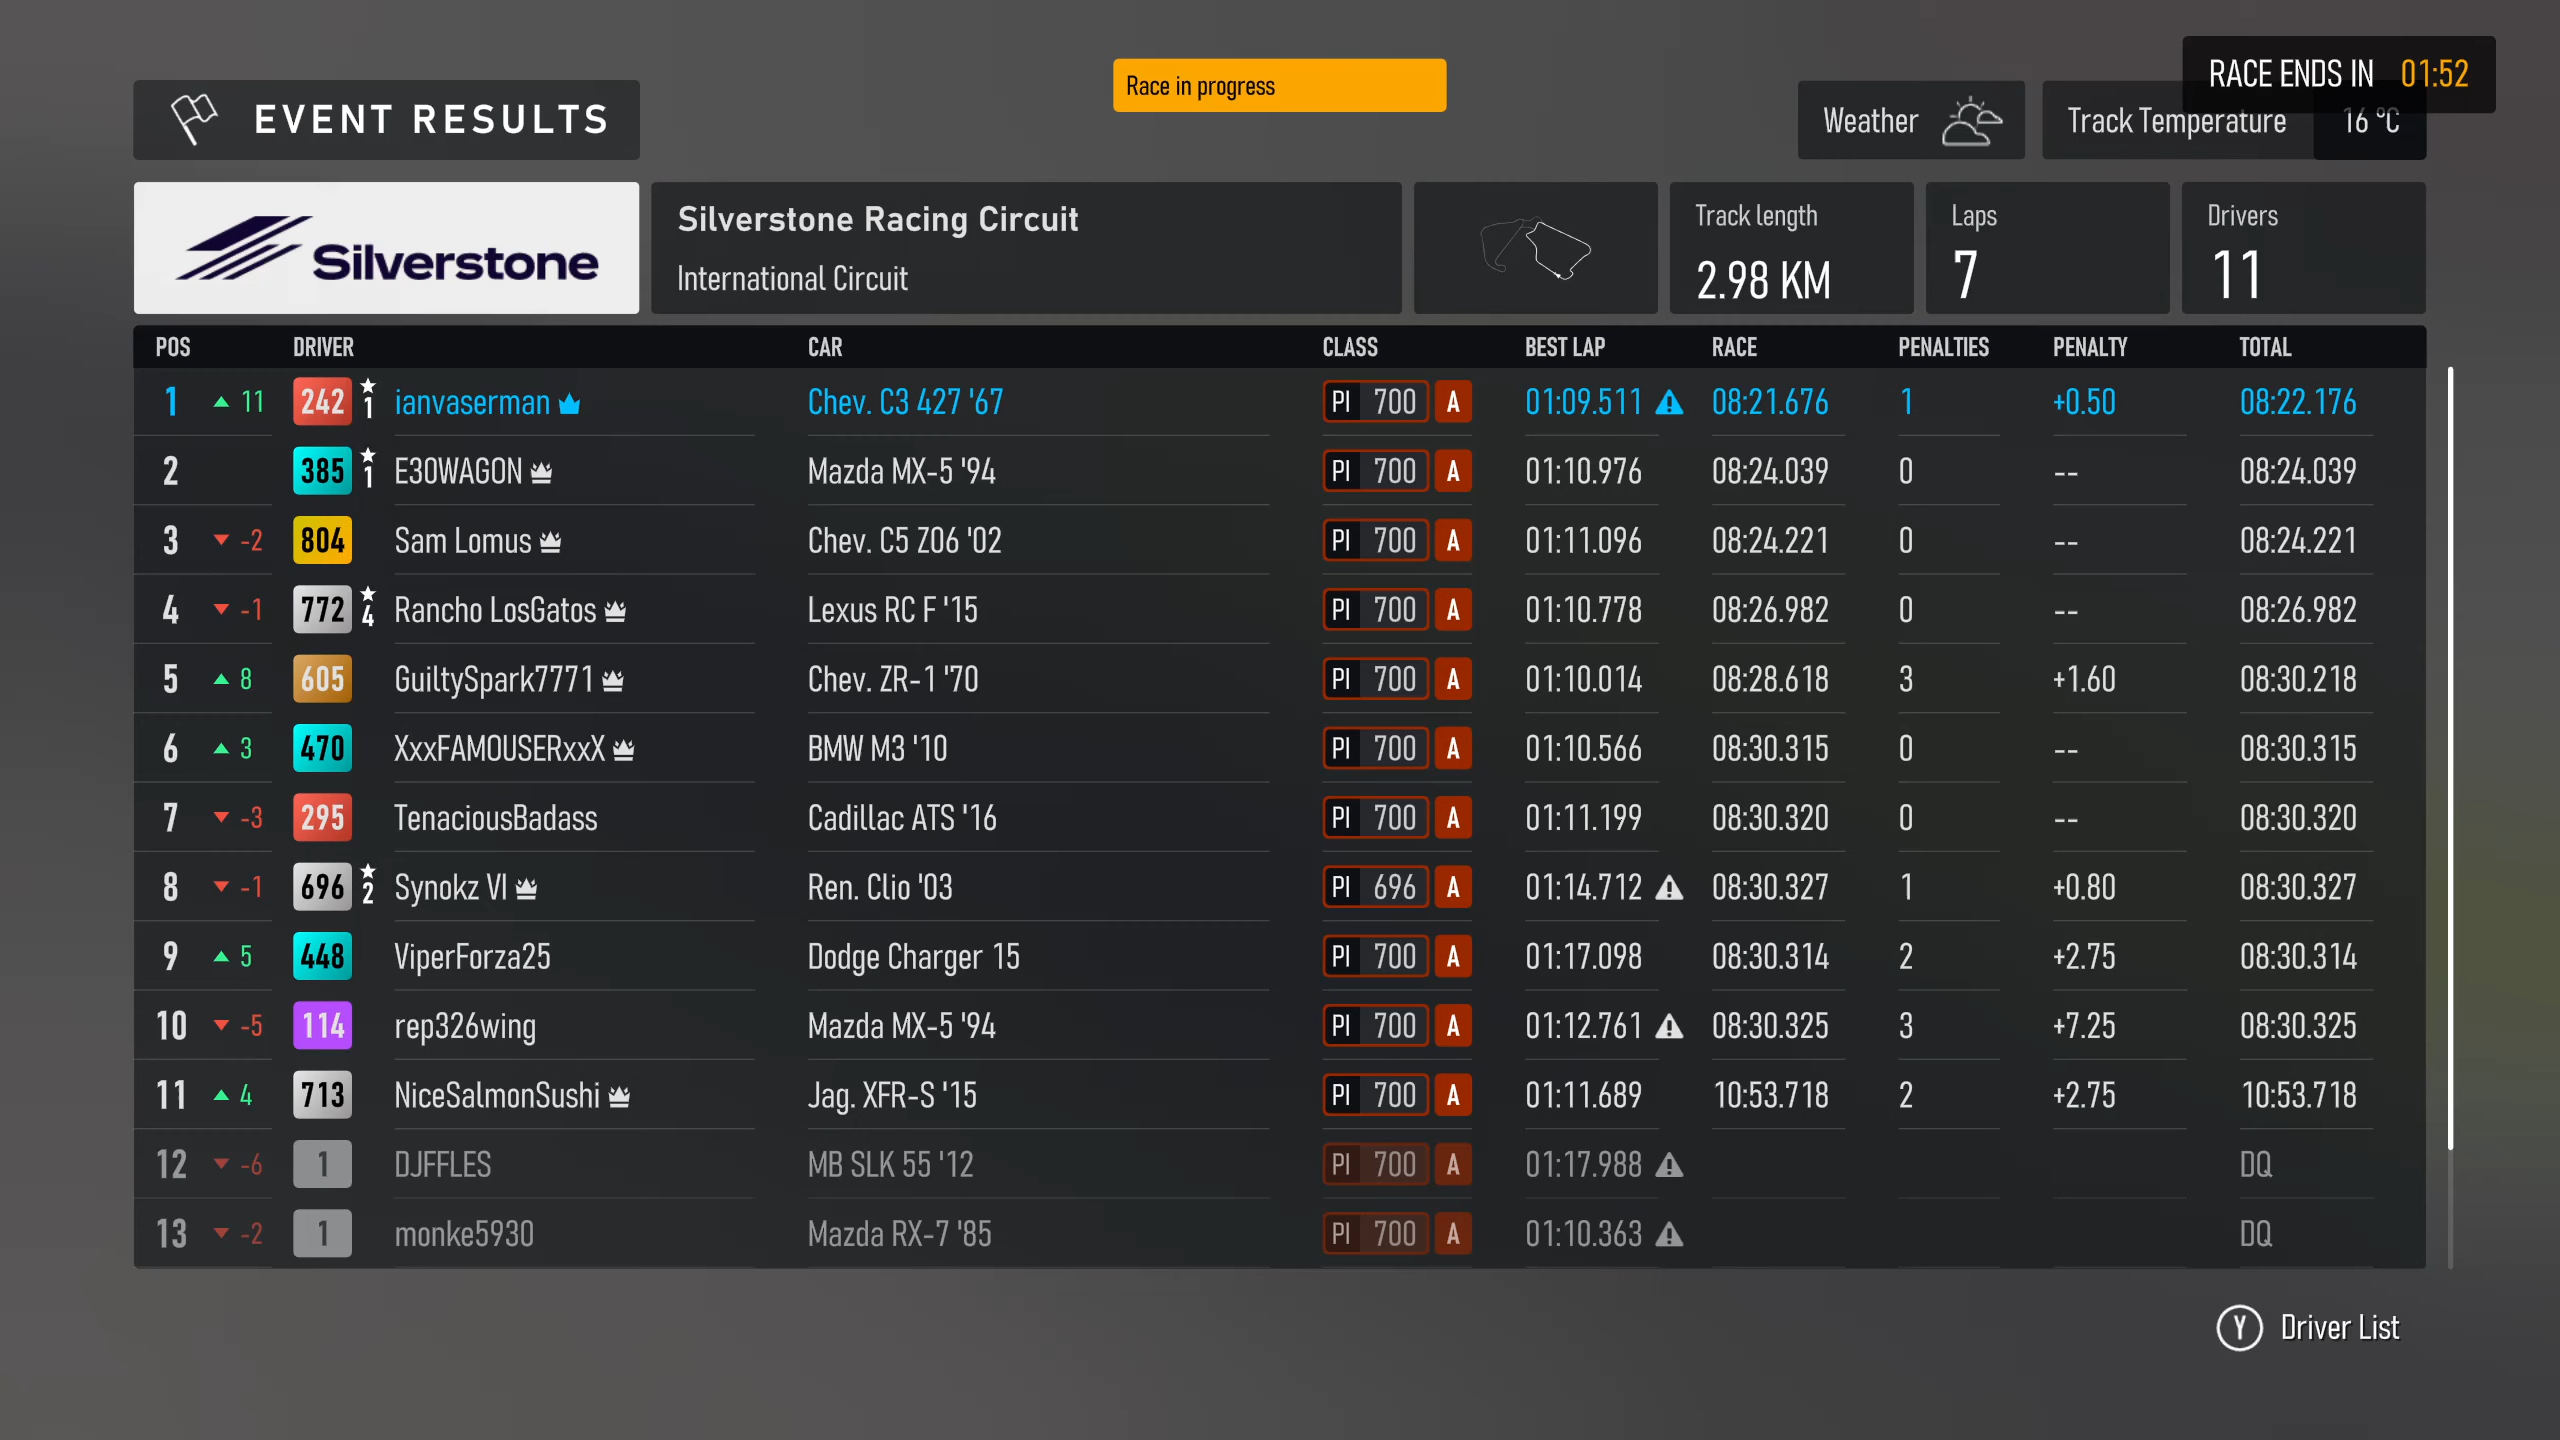 RACE ENDS IN 01:52
Race in progress
EVENT RESULTS
Weather
Track Temperature 16 °C
Silverstone
Silverstone Racing Circuit
International Circuit
Track length
2.98 KM
Laps
7
Drivers
11
POS DRIVER CAR CLASS BEST LAP RACE PENALTIES PENALTY TOTAL
1 11 242 1 ianvaserman Chev. C3 427 '67 PI 700 A 01:09.511 08:21.676 1 +0.50 08:22.176
2 385 1 E30WAGON Mazda MX-5 '94 PI 700 A 01:10.976 08:24.039 0 -- 08:24.039
3 -2 804 Sam Lomus Chev. C5 Z06 '02 PI 700 A 01:11.096 08:24.221 0 -- 08:24.221
4 -1 772 4 Rancho LosGatos Lexus RC F '15 PI 700 A 01:10.778 08:26.982 0 -- 08:26.982
5 8 605 GuiltySpark7771 Chev. ZR-1 '70 PI 700 A 01:10.014 08:28.618 3 +1.60 08:30.218
6 3 470 XxxFAMOUSERxxX BMW M3 '10 PI 700 A 01:10.566 08:30.315 0 -- 08:30.315
7 -3 295 TenaciousBadass Cadillac ATS '16 PI 700 A 01:11.199 08:30.320 0 -- 08:30.320
8 -1 696 2 Synokz VI Ren. Clio '03 PI 696 A 01:14.712 08:30.327 1 +0.80 08:30.327
9 5 448 ViperForza25 Dodge Charger 15 PI 700 A 01:17.098 08:30.314 2 +2.75 08:30.314
10 -5 114 rep326wing Mazda MX-5 '94 PI 700 A 01:12.761 08:30.325 3 +7.25 08:30.325
11 4 713 NiceSalmonSushi Jag. XFR-S '15 PI 700 A 01:11.689 10:53.718 2 +2.75 10:53.718
12 -6 1 DJFFLES MB SLK 55 '12 PI 700 A 01:17.988 DQ
13 -2 1 monke5930 Mazda RX-7 '85 PI 700 A 01:10.363 DQ
Y Driver List